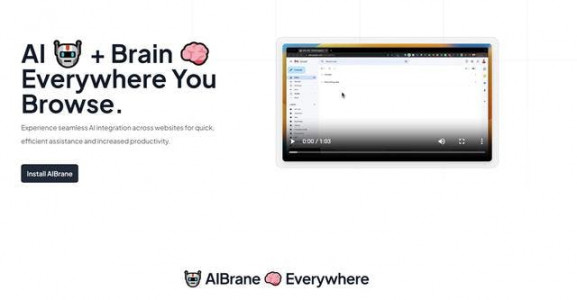 AI 🤖 + Brain 🧠
Everywhere You
Browse.
Experience seamless AI integration across websites for quick,
efficient assistance and increased productivity.
Install AIBrane
0:00 / 1:03
🤖 AIBrane 🧠 Everywhere